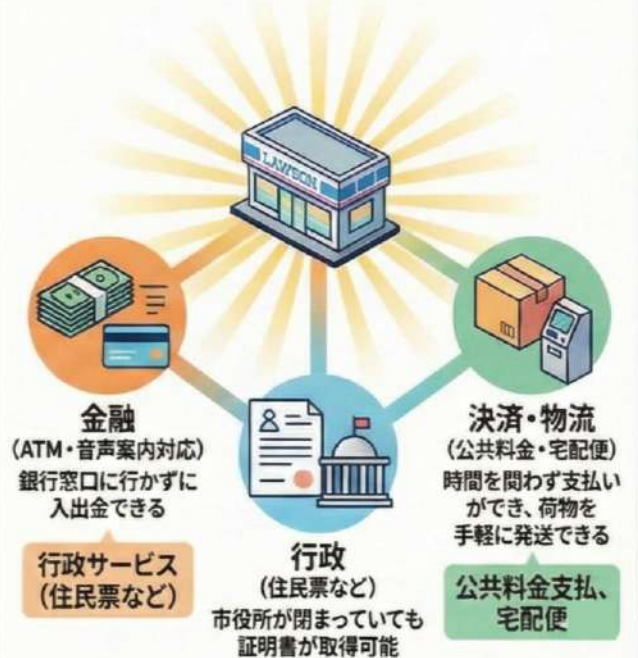 LAWSON
金融
(ATM・音声案内対応)
銀行窓口に行かずに
入出金できる
行政サービス
(住民票など)
行政
(住民票など)
市役所が閉まっていても
証明書が取得可能
決済・物流
(公共料金・宅配便)
時間を問わず支払い
ができ、荷物を
手軽に発送できる
公共料金支払、
宅配便